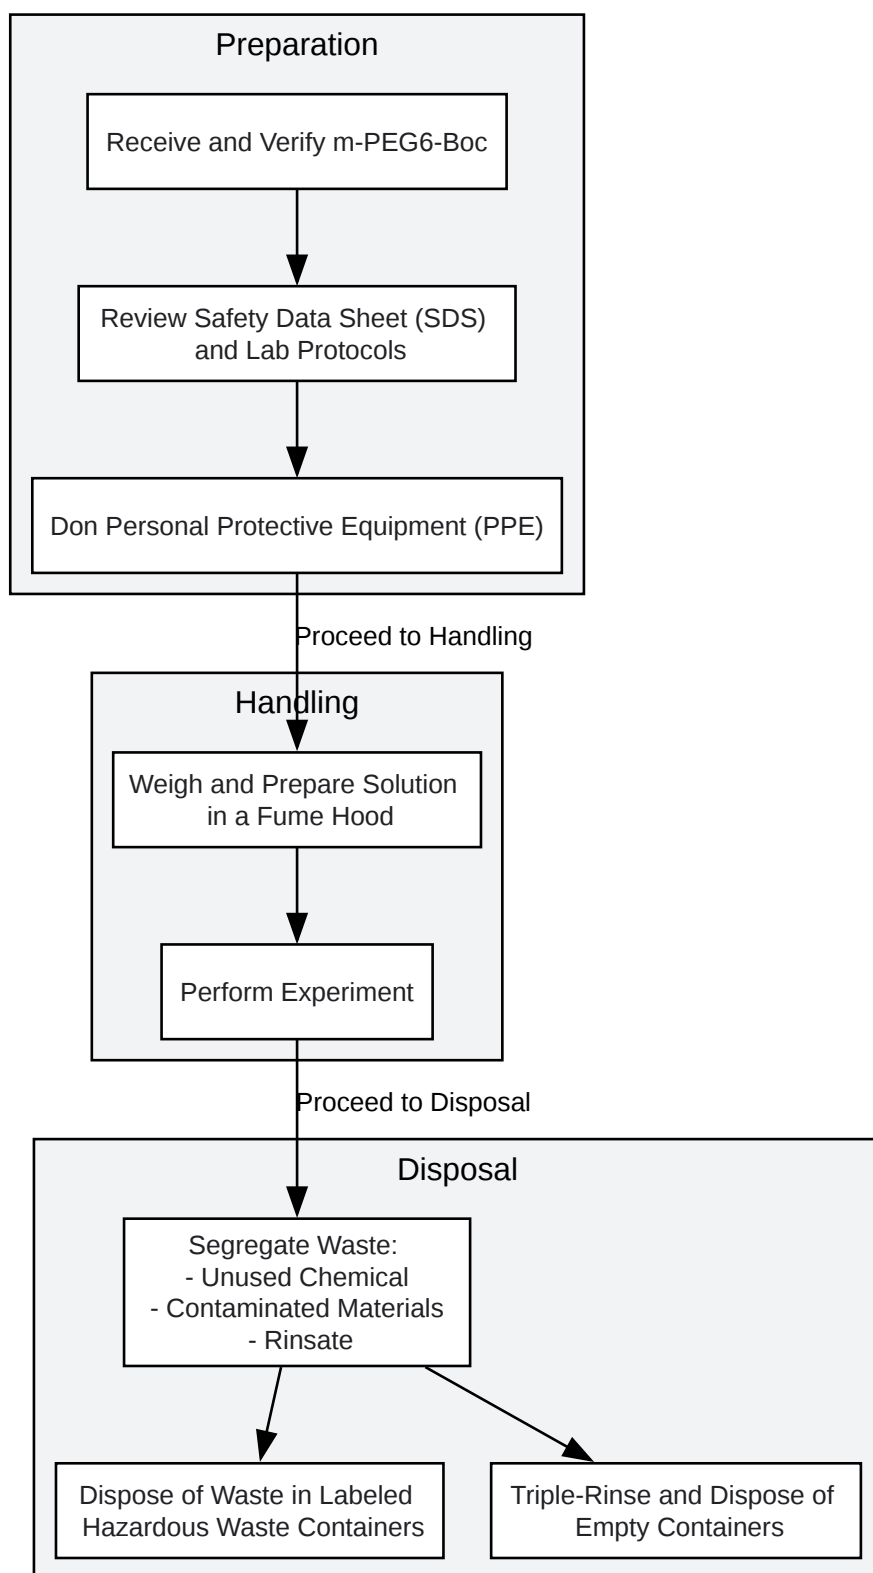 Preparation
Receive and Verify m-PEG6-Boc
Review Safety Data Sheet (SDS)
and Lab Protocols
Don Personal Protective Equipment (PPE)
Proceed to Handling
Handling
Weigh and Prepare Solution
in a Fume Hood
Perform Experiment
Proceed to Disposal
Disposal
Segregate Waste:
- Unused Chemical
- Contaminated Materials
- Rinsate
Dispose of Waste in Labeled
Hazardous Waste Containers
Triple-Rinse and Dispose of
Empty Containers